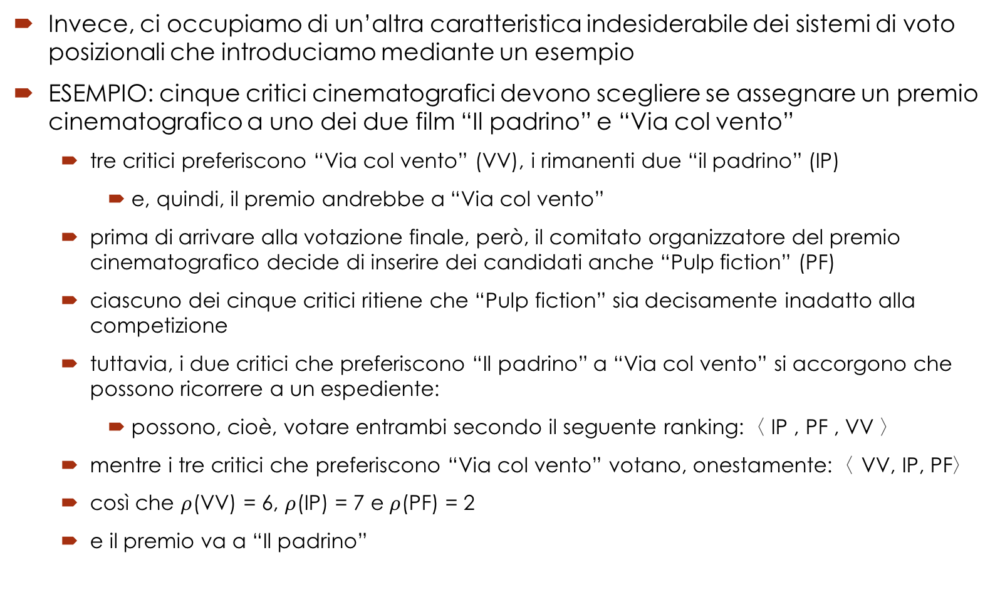 Invece, ci occupiamo di un’altra caratteristica indesiderabile dei sistemi di voto
posizionali che introduciamo mediante un esempio
ESEMPIO: cinque critici cinematografici devono scegliere se assegnare un premio
cinematografico a uno dei due film “Il padrino” e “Via col vento”
tre critici preferiscono “Via col vento” (VV), i rimanenti due “il padrino” (IP)
e, quindi, il premio andrebbe a “Via col vento”
prima di arrivare alla votazione finale, però, il comitato organizzatore del premio
cinematografico decide di inserire dei candidati anche “Pulp fiction” (PF)
ciascuno dei cinque critici ritiene che “Pulp fiction” sia decisamente inadatto alla
competizione
tuttavia, i due critici che preferiscono “Il padrino” a “Via col vento” si accorgono che
possono ricorrere a un espediente:
possono, cioè, votare entrambi secondo il seguente ranking: 〈 IP , PF , VV 〉
mentre i tre critici che preferiscono “Via col vento” votano, onestamente: 〈 VV, IP, PF〉
così che 𝜌(VV) = 6, 𝜌(IP) = 7 e 𝜌(PF) = 2
e il premio va a “Il padrino”